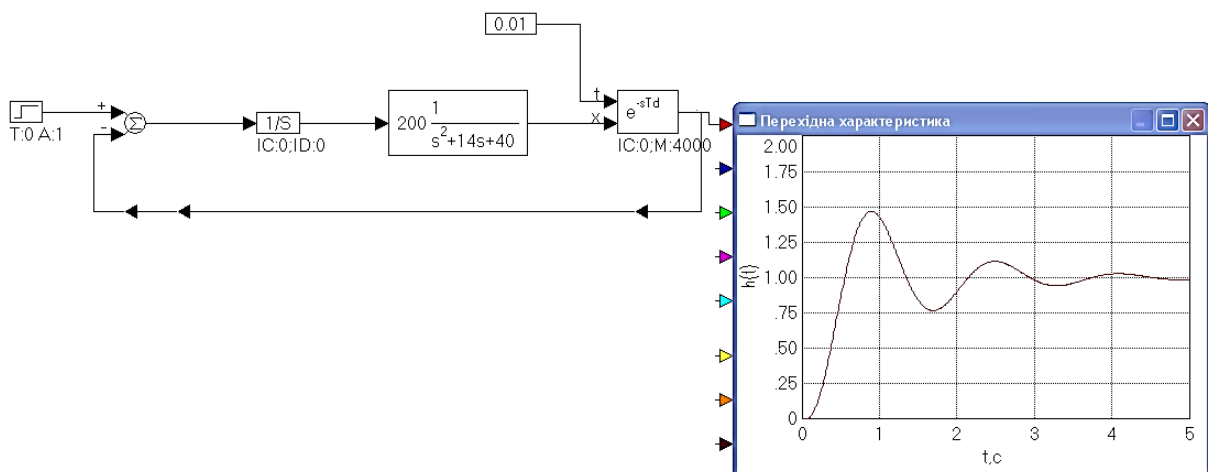 0.01
+
-
Σ
T:0 A:1
1/S
IC:0;ID:0
200 1
s²+14s+40
t
x
e^-sTd
IC:0;M:4000
Перехідна характеристика
2.00
1.75
1.50
1.25
1.00
.75
.50
.25
0
h(t)
0 1 2 3 4 5
t,c